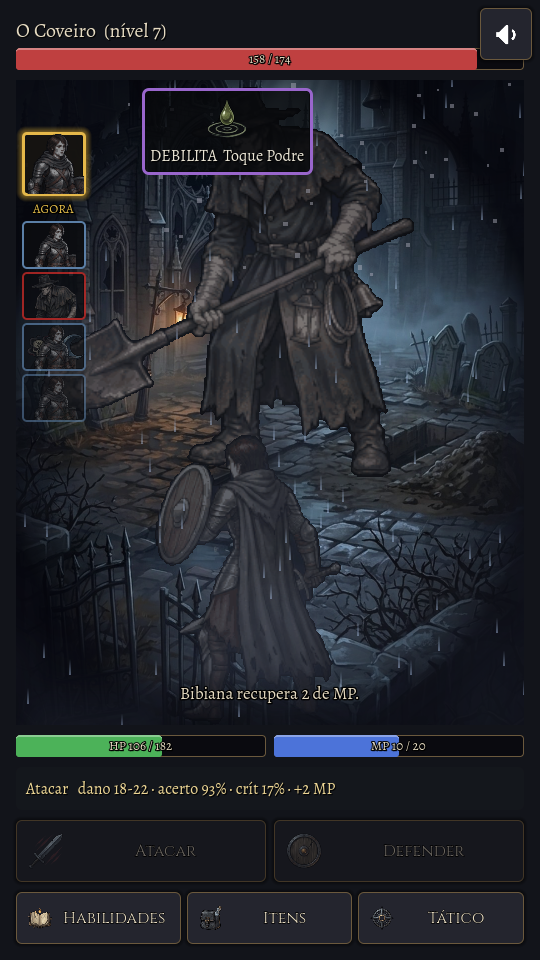 O Coveiro (nível 7)
158 / 174
DEBILITA Toque Podre
AGORA
Bibiana recupera 2 de MP.
HP 106 / 182
MP 10 / 20
Atacar dano 18-22 · acerto 93% · crít 17% · +2 MP
ATACAR
DEFENDER
HABILIDADES
ITENS
TÁTICO